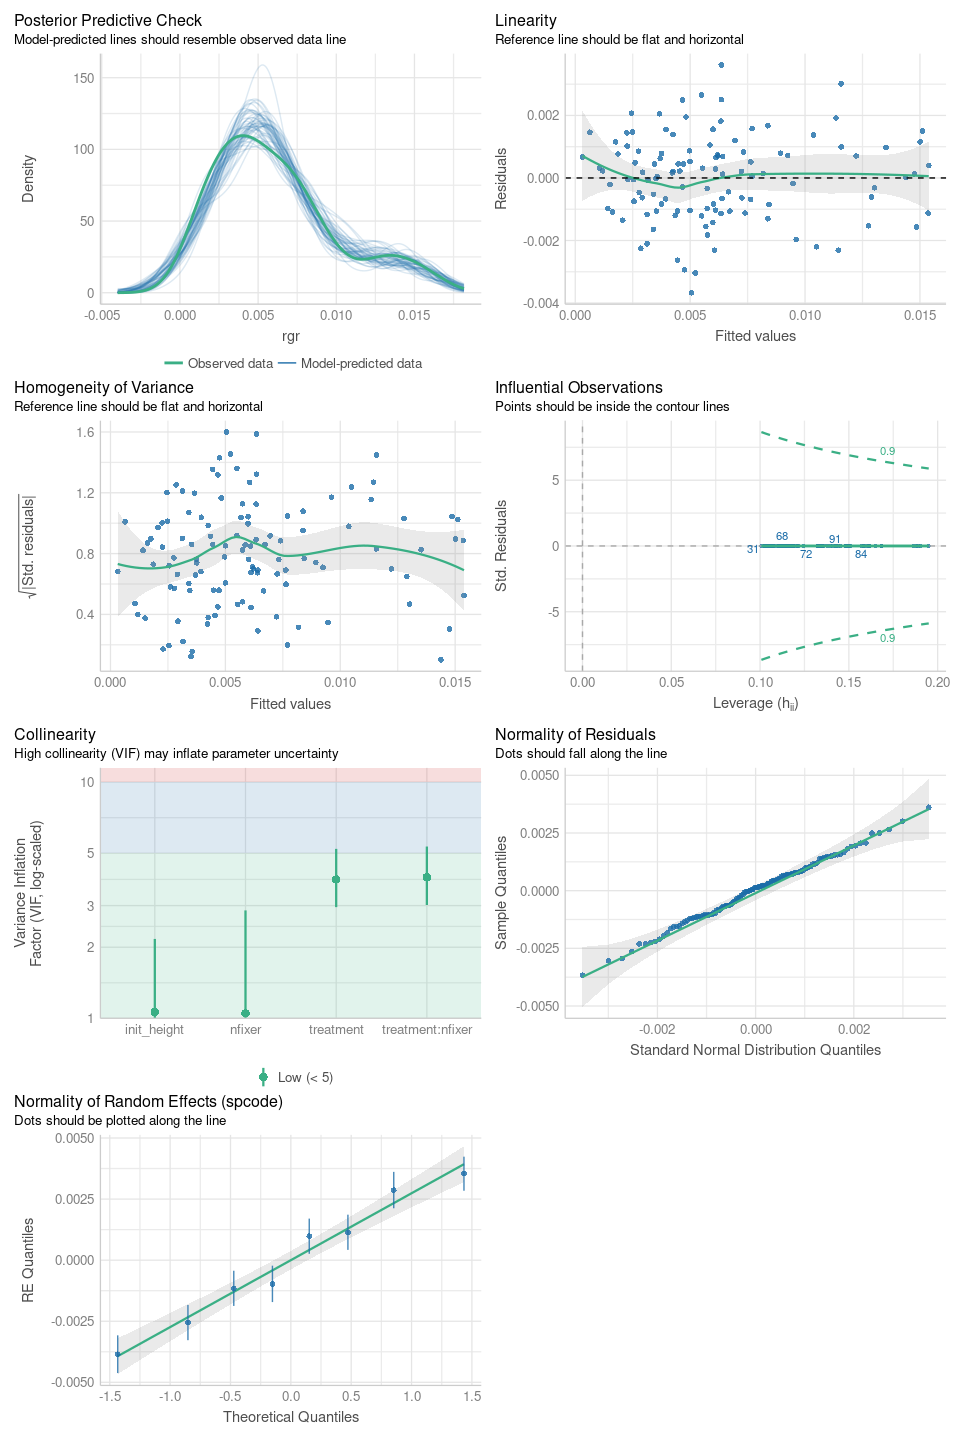 Posterior Predictive Check
Model-predicted lines should resemble observed data line
Density
150
100
50
0
-0.005
0.000
0.005
0.010
0.015
rgr
Observed data
Model-predicted data
Linearity
Reference line should be flat and horizontal
Residuals
0.002
0.000
-0.002
-0.004
0.000
0.005
0.010
0.015
Fitted values
Homogeneity of Variance
Reference line should be flat and horizontal
√|Std. residuals|
1.6
1.2
0.8
0.4
0.000
0.005
0.010
0.015
Fitted values
Influential Observations
Points should be inside the contour lines
Std. Residuals
5
0
-5
0.9
68
91
31
72
84
0.9
0.00
0.05
0.10
0.15
0.20
Leverage (hii)
Collinearity
High collinearity (VIF) may inflate parameter uncertainty
Variance Inflation
Factor (VIF, log-scaled)
10
5
3
2
1
init_height
nfixer
treatment
treatment:nfixer
Low (< 5)
Normality of Residuals
Dots should fall along the line
Sample Quantiles
0.0050
0.0025
0.0000
-0.0025
-0.0050
-0.002
0.000
0.002
Standard Normal Distribution Quantiles
Normality of Random Effects (spcode)
Dots should be plotted along the line
RE Quantiles
0.0050
0.0025
0.0000
-0.0025
-0.0050
-1.5
-1.0
-0.5
0.0
0.5
1.0
1.5
Theoretical Quantiles